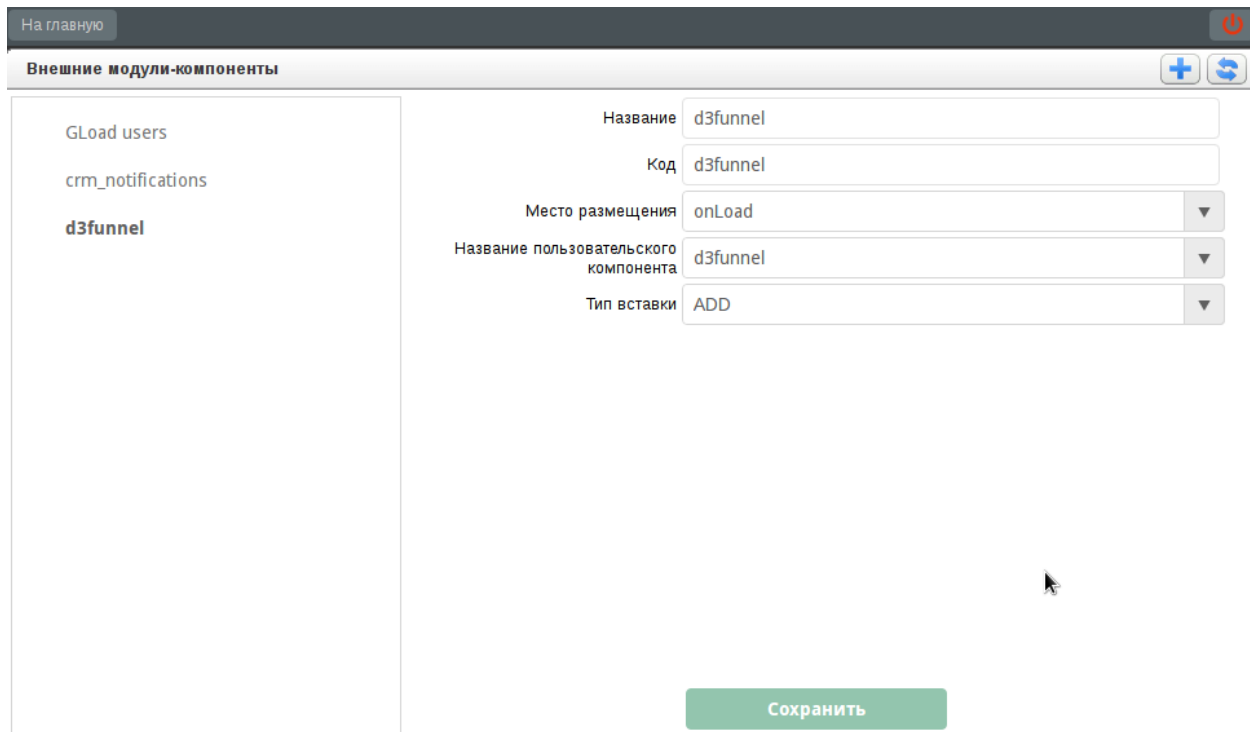 На главную
Внешние модули-компоненты
GLoad users
crm_notifications
d3funnel
Название d3funnel
Код d3funnel
Место размещения onLoad
Название пользовательского
компонента d3funnel
Тип вставки ADD
Сохранить